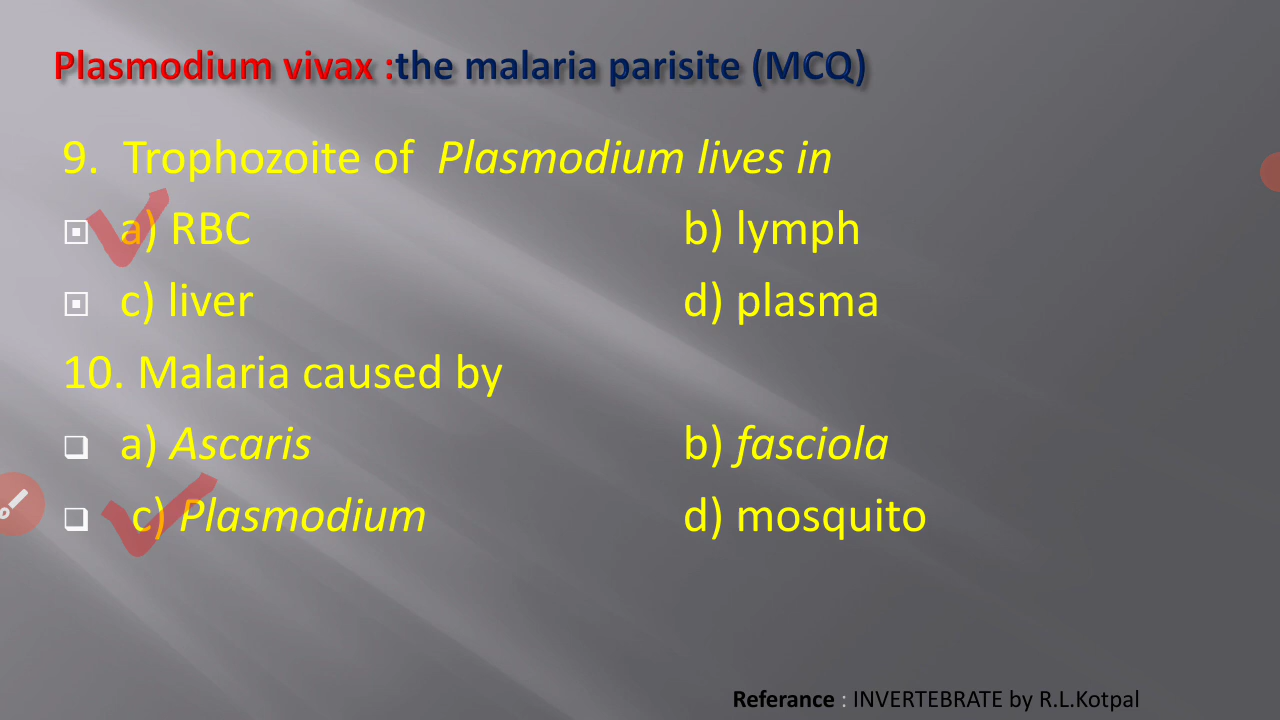 Plasmodium vivax :the malaria parisite (MCQ)
9. Trophozoite of Plasmodium lives in
a) RBC b) lymph
c) liver d) plasma
10. Malaria caused by
a) Ascaris b) fasciola
c) Plasmodium d) mosquito
Referance : INVERTEBRATE by R.L.Kotpal